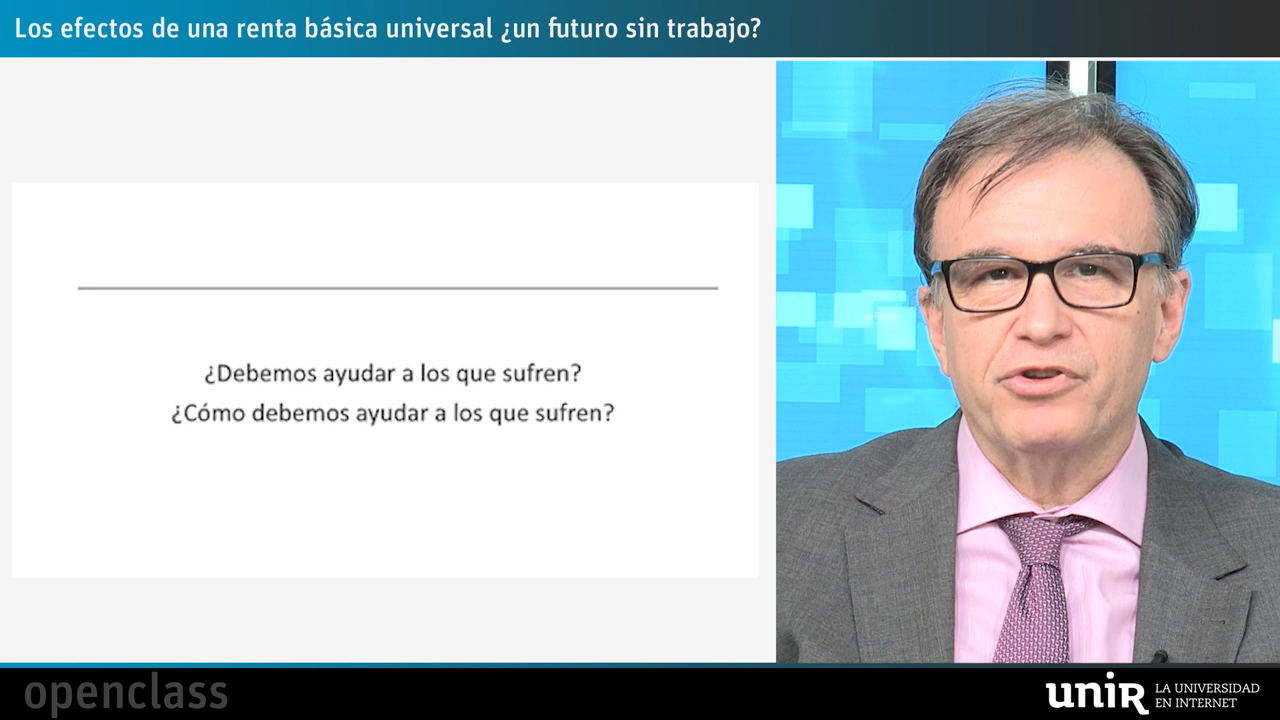 Los efectos de una renta básica universal ¿un futuro sin trabajo?
¿Debemos ayudar a los que sufren?
¿Cómo debemos ayudar a los que sufren?
openclass
unir LA UNIVERSIDAD
EN INTERNET